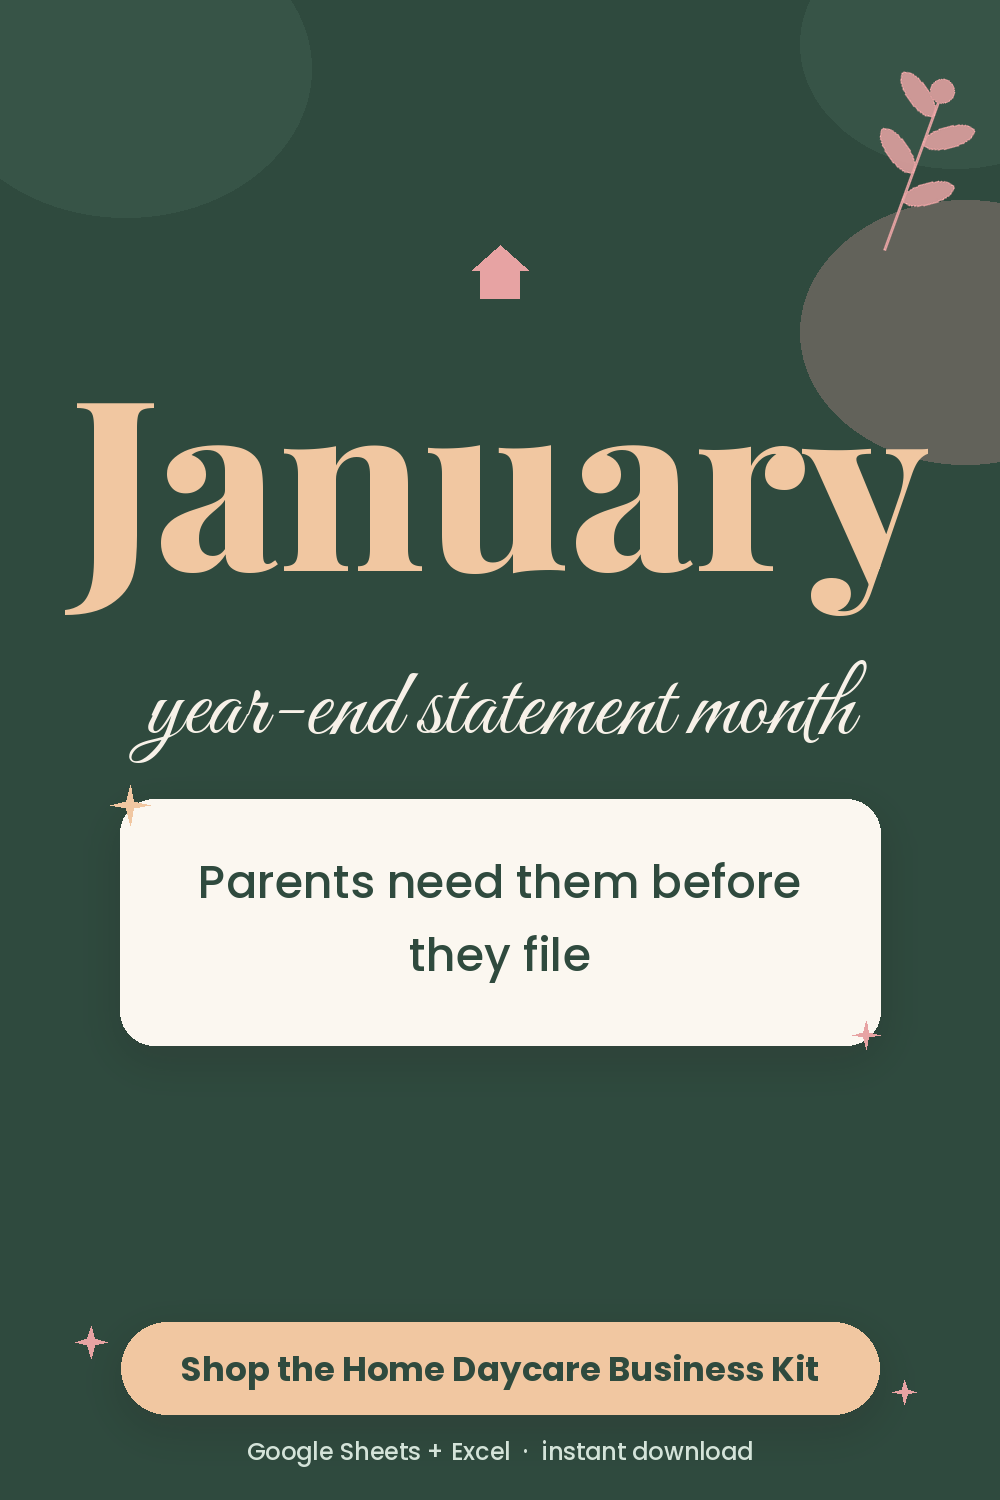 January
year-end statement month
Parents need them before
they file
Shop the Home Daycare Business Kit
Google Sheets + Excel · instant download